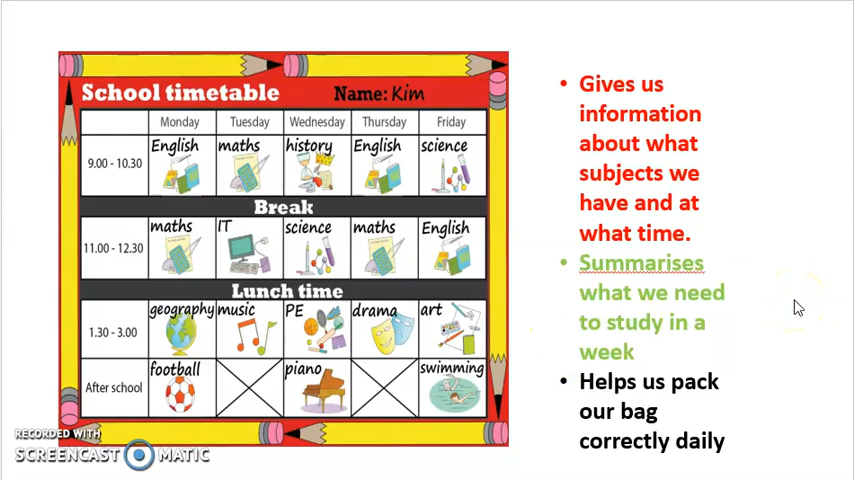 School timetable Name: Kim
Monday Tuesday Wednesday Thursday Friday
9.00 - 10.30 English maths history English science
Break
11.00 - 12.30 maths IT science maths English
Lunch time
1.30 - 3.00 geography music PE drama art
After school football piano swimming
• Gives us
information
about what
subjects we
have and at
what time.
• Summarises
what we need
to study in a
week
• Helps us pack
our bag
correctly daily
RECORDED WITH
SCREENCAST MATIC